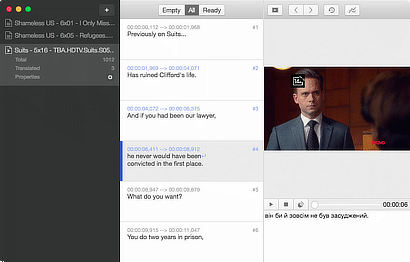 Shameless US - 6x01 - I Only Miss...
Shameless US - 6x05 - Refugees....
Suits - 5x16 - TBA.HDTV.Suits.S05...
Total 1012
Translated 3
Properties
Empty All Ready
00:00:00,112 --> 00:00:01,668 #1
Previously on Suits...
00:00:01,969 --> 00:00:04,071 #2
Has ruined Clifford's life.
00:00:04,072 --> 00:00:06,315 #3
And if you had been our lawyer,
00:00:06,411 --> 00:00:08,912 #4
he never would have been↵
convicted in the first place.
00:00:08,947 --> 00:00:09,879 #5
What do you want?
00:00:09,915 --> 00:00:11,447 #6
You do two years in prison,
00:00:06
він би й зовсім не був засуджений.